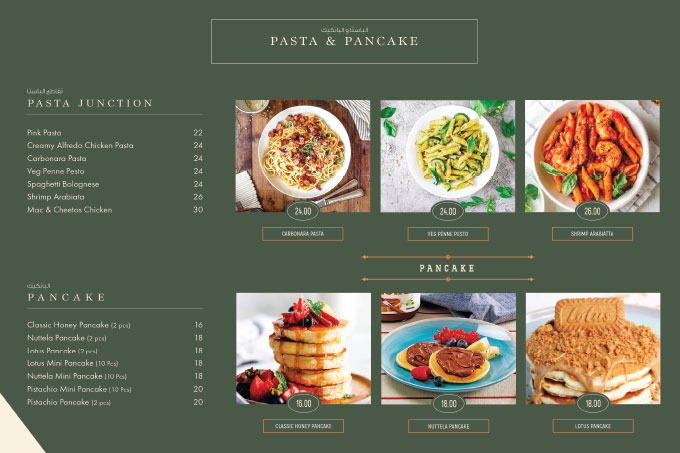 الباستا و البانكيك
PASTA & PANCAKE
تقاطع الباستا
PASTA JUNCTION
Pink Pasta 22
Creamy Alfredo Chicken Pasta 24
Carbonara Pasta 24
Veg Penne Pesto 24
Spaghetti Bolognese 24
Shrimp Arabiata 26
Mac & Cheetos Chicken 30
24.00
CARBONARA PASTA
24.00
VEG PENNE PESTO
26.00
SHRIMP ARABIATTA
PANCAKE
البانكيك
PANCAKE
Classic Honey Pancake (2 pcs) 16
Nuttela Pancake (2 pcs) 18
Lotus Pancake (2 pcs) 18
Lotus Mini Pancake (10 Pcs) 18
Nuttela Mini Pancake (10 Pcs) 18
Pistachio Mini Pancake (10 Pcs) 20
Pistachio Pancake (2 pcs) 20
16.00
CLASSIC HONEY PANCAKE
18.00
NUTTELA PANCAKE
Lotus
18.00
LOTUS PANCAKE